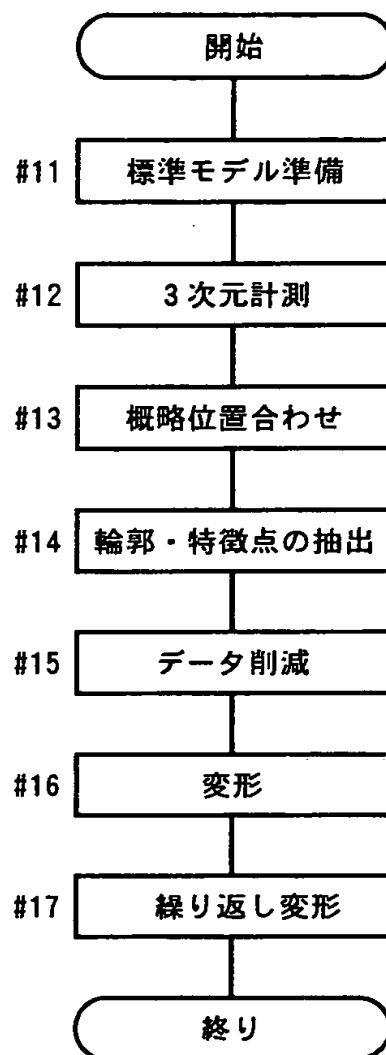 開始
#11 標準モデル準備
#12 3次元計測
#13 概略位置合わせ
#14 輪郭・特徴点の抽出
#15 データ削減
#16 変形
#17 繰り返し変形
終り